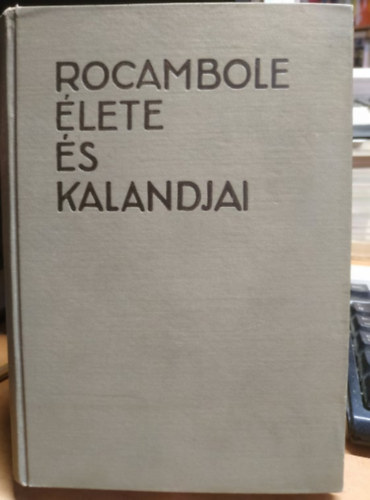 ROCAMBOLE
ÉLETE
ÉS
KALANDJAI